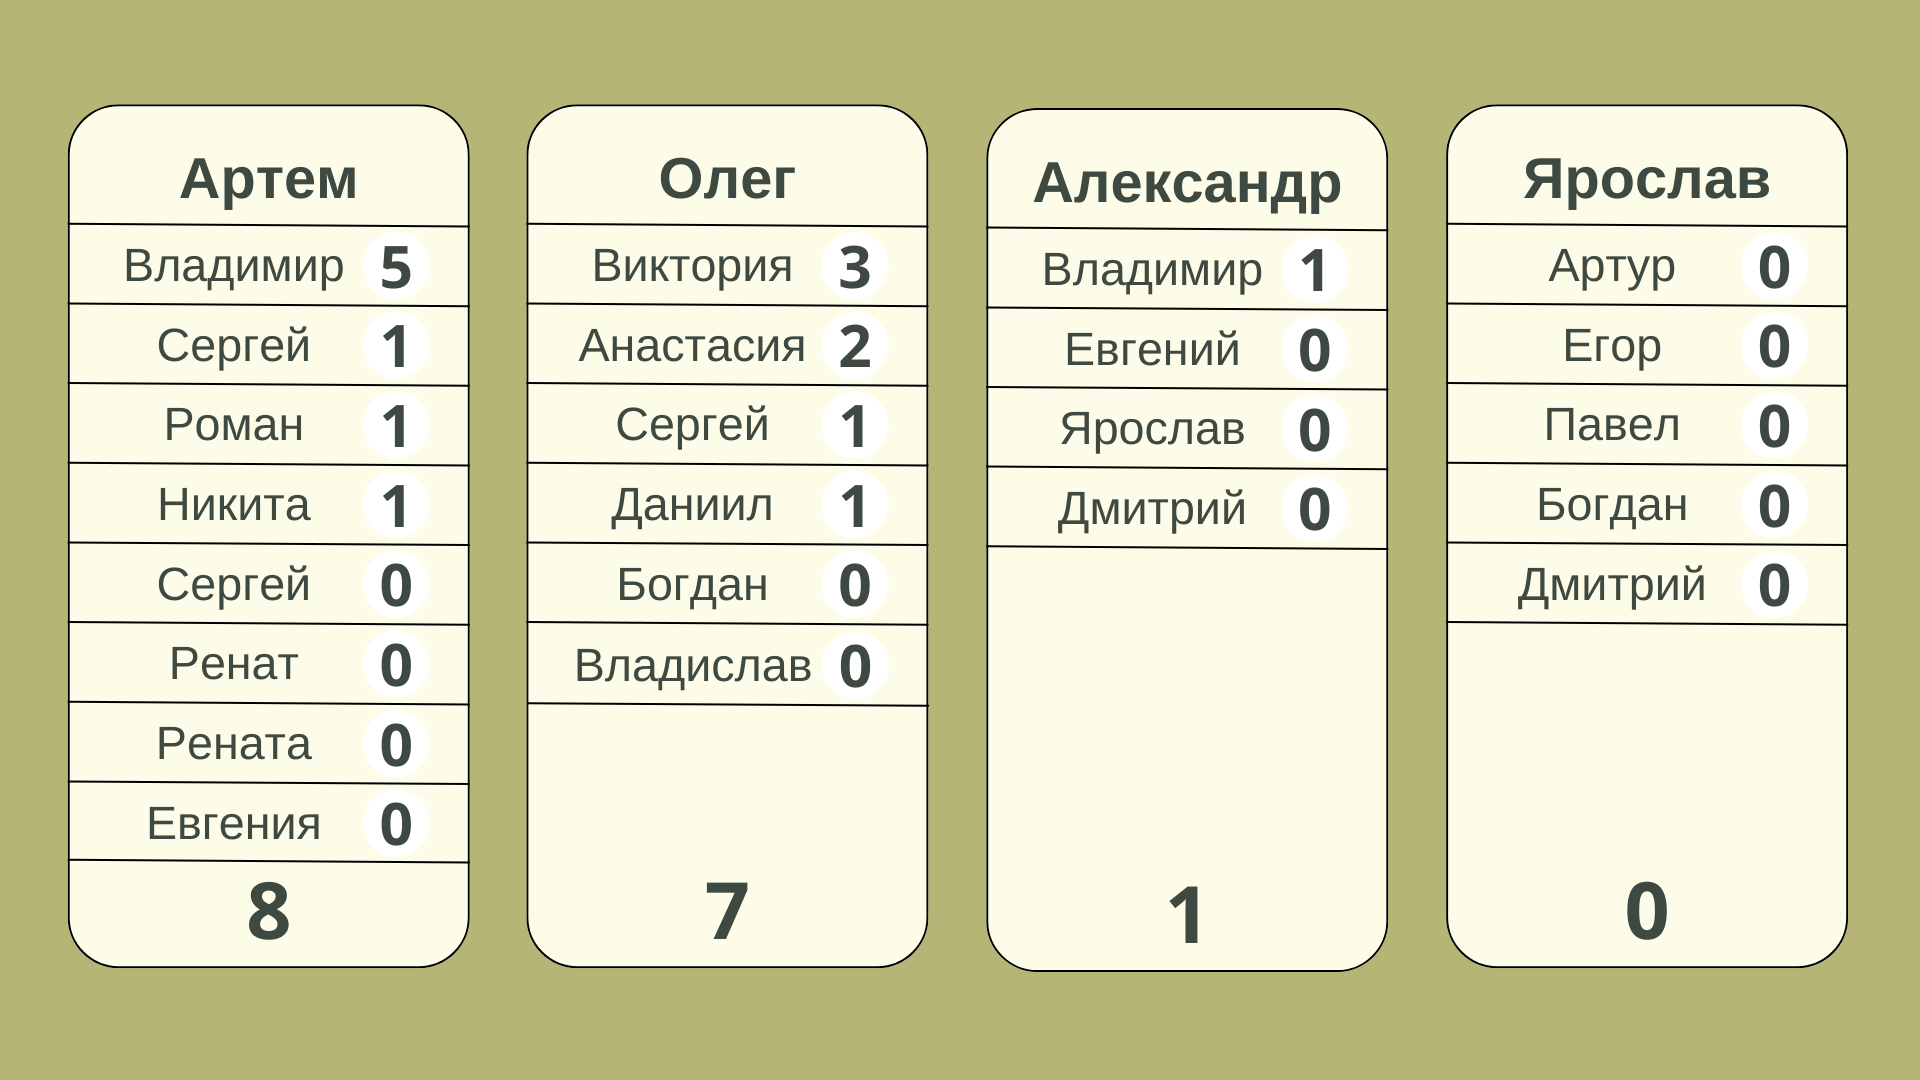 Артем
Владимир 5
Сергей 1
Роман 1
Никита 1
Сергей 0
Ренат 0
Рената 0
Евгения 0
8
Олег
Виктория 3
Анастасия 2
Сергей 1
Даниил 1
Богдан 0
Владислав 0
7
Александр
Владимир 1
Евгений 0
Ярослав 0
Дмитрий 0
1
Ярослав
Артур 0
Егор 0
Павел 0
Богдан 0
Дмитрий 0
0